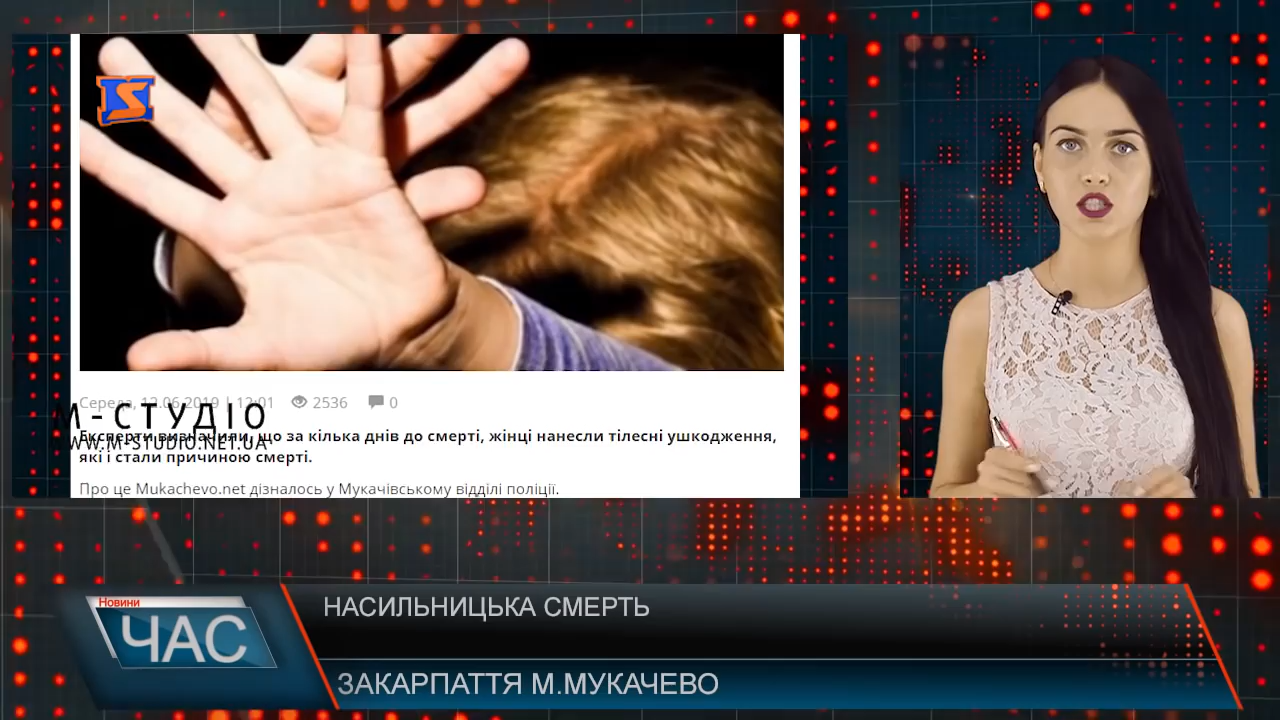 Середа, 12.06.2019 | 12:01 2536 0
М-СТУДІО
Експерти визначили, що за кілька днів до смерті, жінці нанесли тілесні ушкодження,
WWW.M-STUDIO.NET.UA
які і стали причиною смерті.
Про це Mukachevo.net дізналось у Мукачівському відділі поліції.
Новини
ЧАС
НАСИЛЬНИЦЬКА СМЕРТЬ
ЗАКАРПАТТЯ М.МУКАЧЕВО